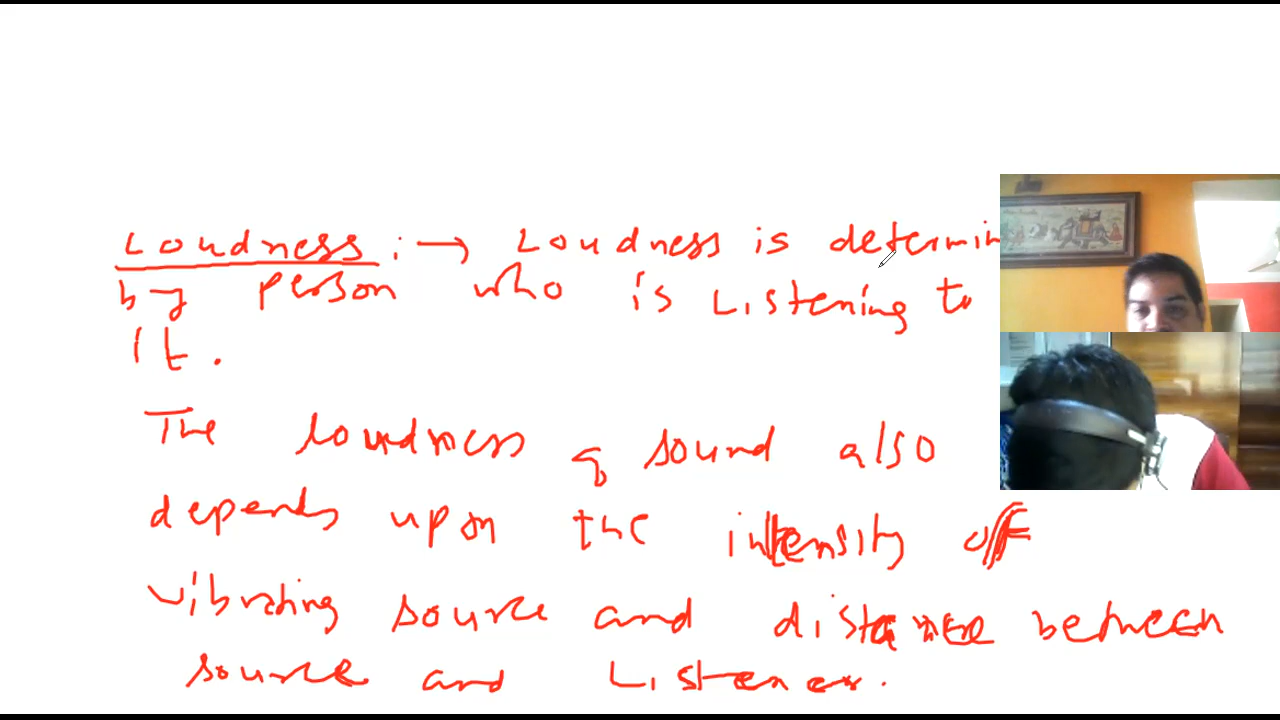 Loudness : → Loudness is determin
by person who is Listening to
it.
The loudness of sound also
depends upon the intensity of
vibrating source and distance between
source and Listener.